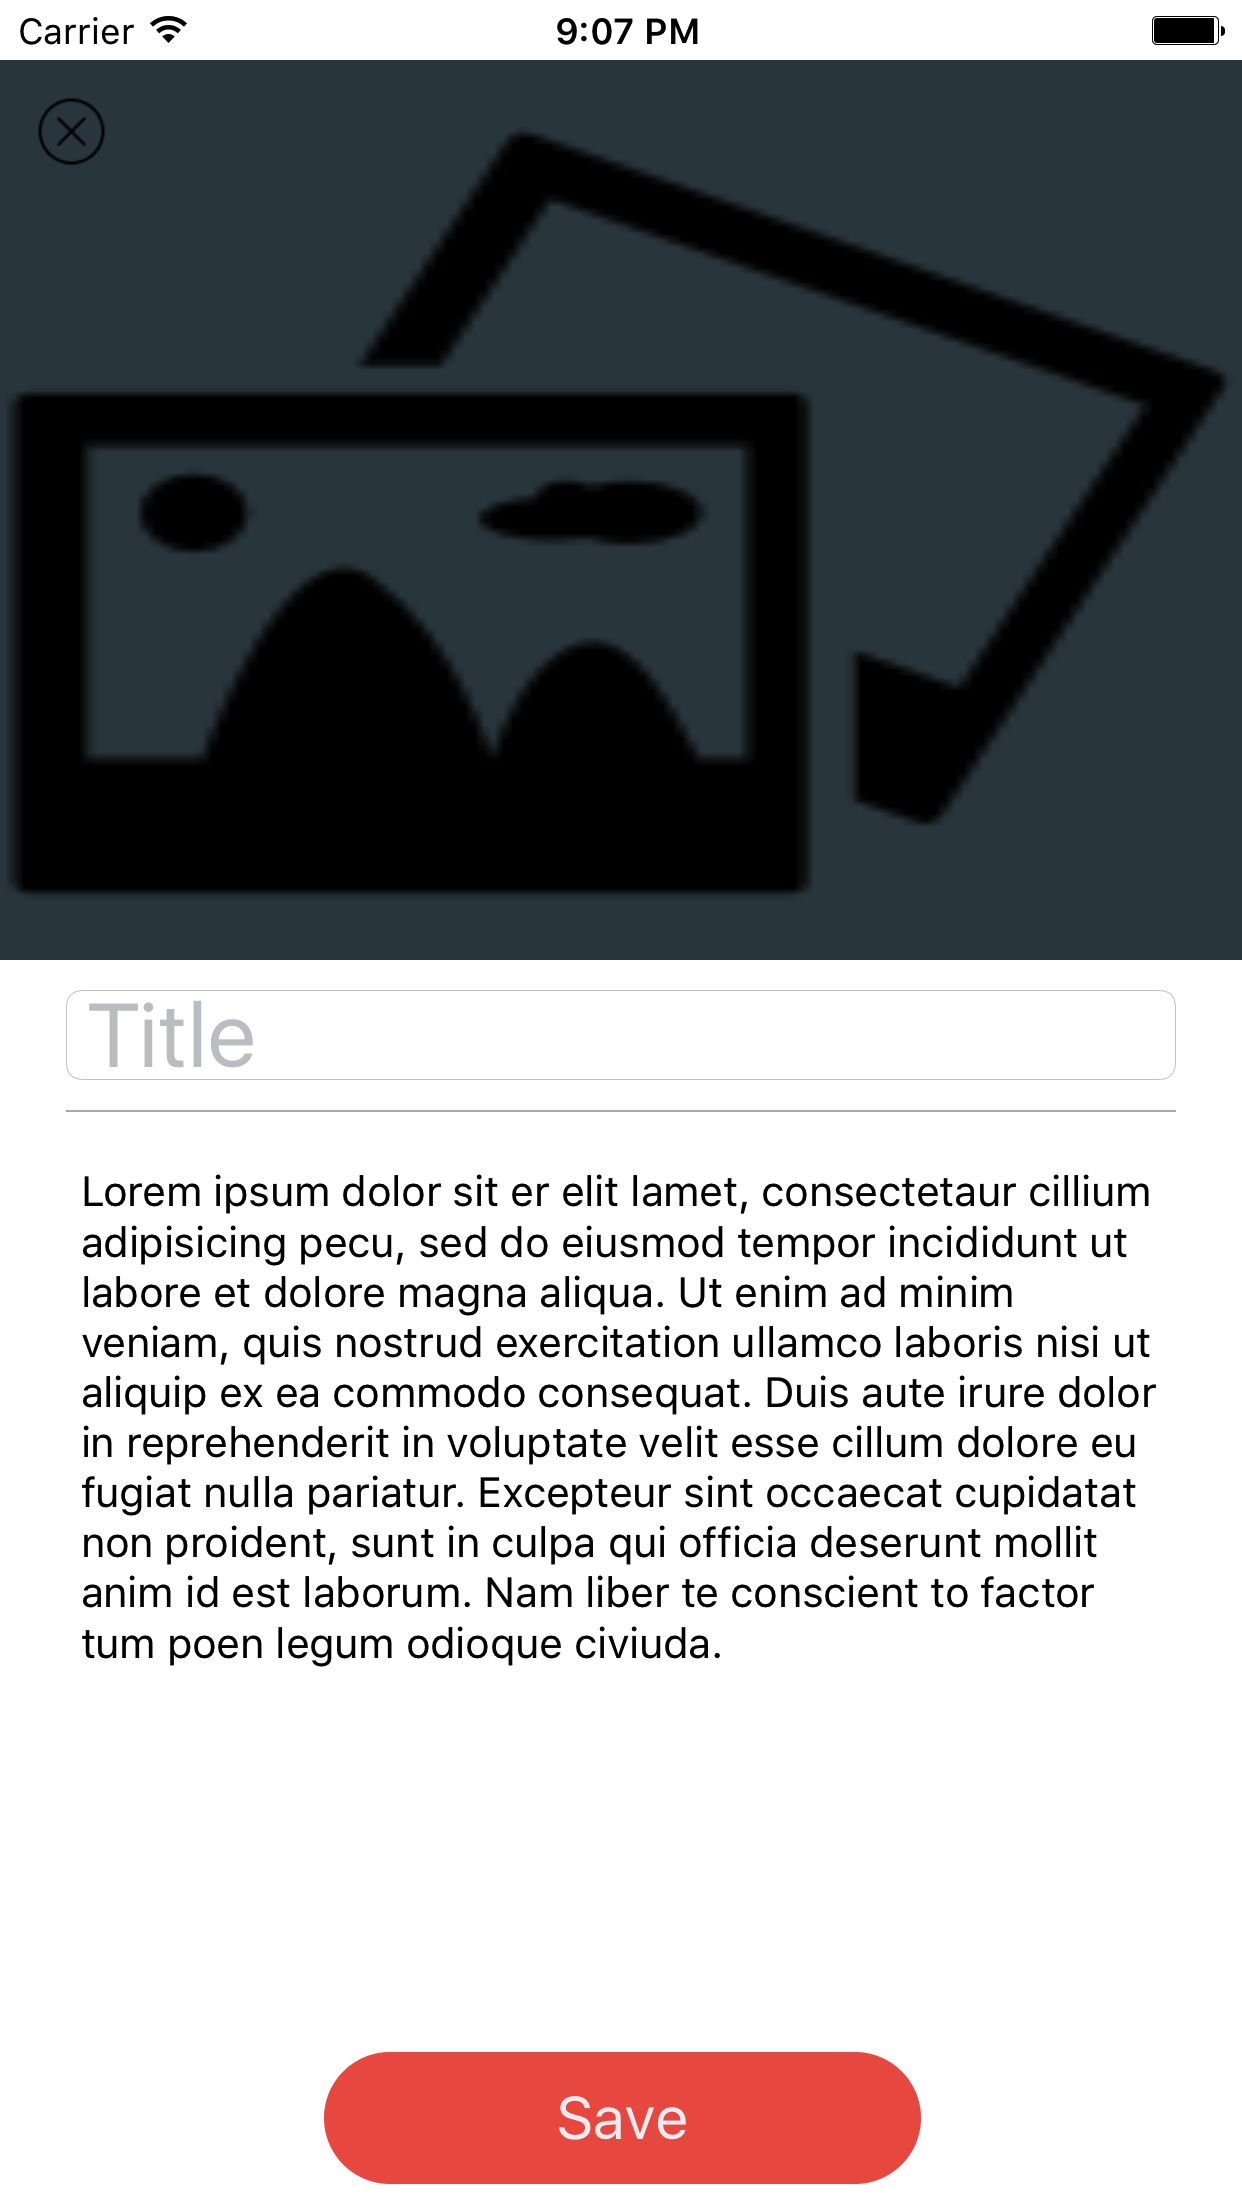 Carrier 9:07 PM
Title
Lorem ipsum dolor sit er elit lamet, consectetaur cillium
adipisicing pecu, sed do eiusmod tempor incididunt ut
labore et dolore magna aliqua. Ut enim ad minim
veniam, quis nostrud exercitation ullamco laboris nisi ut
aliquip ex ea commodo consequat. Duis aute irure dolor
in reprehenderit in voluptate velit esse cillum dolore eu
fugiat nulla pariatur. Excepteur sint occaecat cupidatat
non proident, sunt in culpa qui officia deserunt mollit
anim id est laborum. Nam liber te conscient to factor
tum poen legum odioque civiuda.
Save